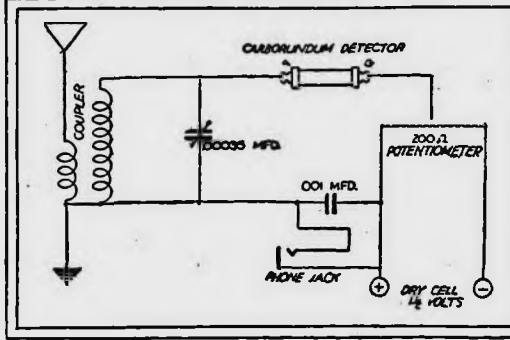 CARBORUNDUM DETECTOR
COUPLER
.00035 MFD.
200 Ω
POTENTIOMETER
.001 MFD.
PHONE JACK
+ DRY CELL −
1½ VOLTS